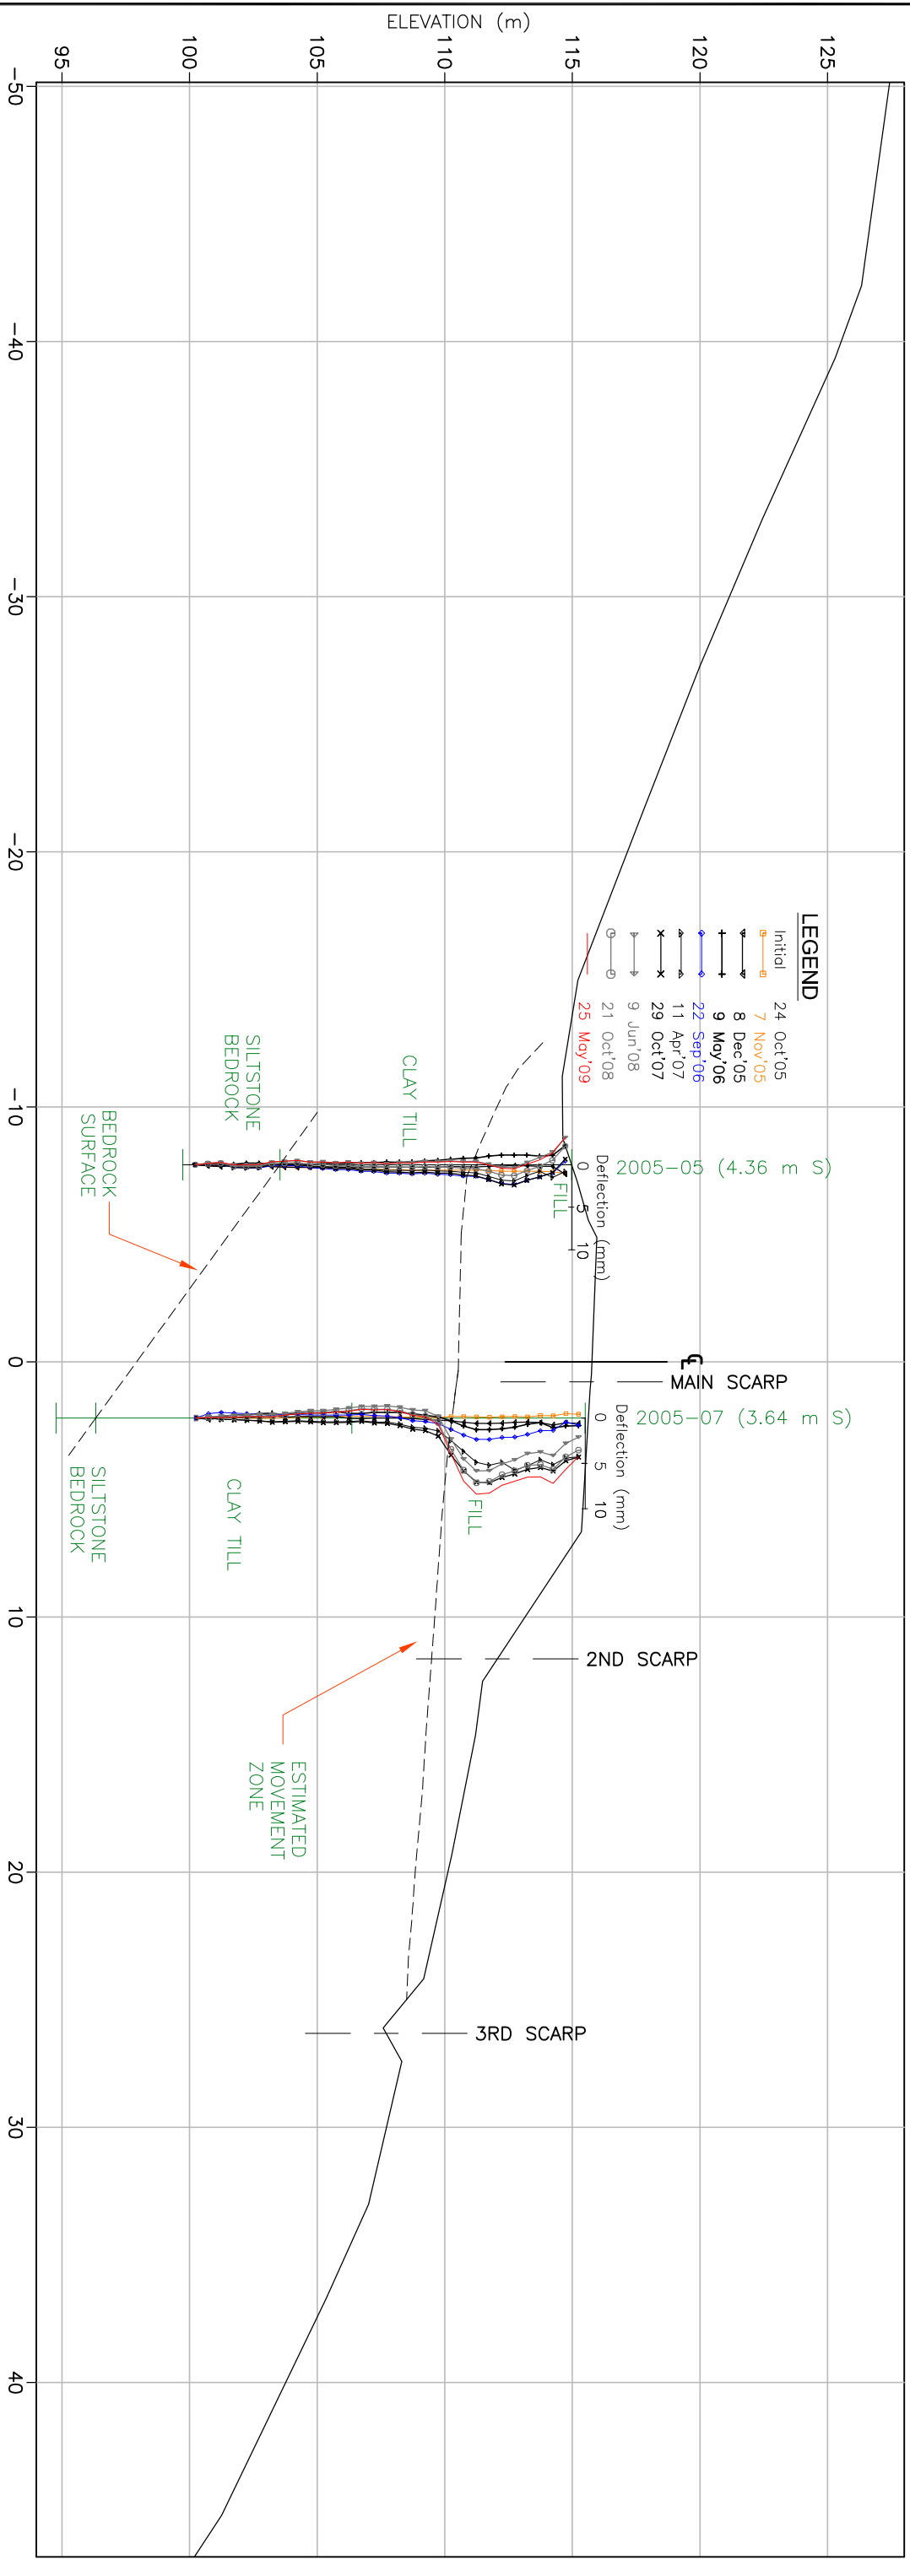 ELEVATION (m)
125
120
115
110
105
100
95
-50
-40
-30
-20
-10
0
10
20
30
40
LEGEND
Initial 24 Oct'05
7 Nov'05
8 Dec'05
9 May'06
22 Sep'06
11 Apr'07
29 Oct'07
9 Jun'08
21 Oct'08
25 May'09
2005-05 (4.36 m S)
Deflection (mm)
0 5 10
FILL
CLAY TILL
SILTSTONE
BEDROCK
BEDROCK
SURFACE
℄
MAIN SCARP
2005-07 (3.64 m S)
Deflection (mm)
0 5 10
FILL
CLAY TILL
SILTSTONE
BEDROCK
2ND SCARP
ESTIMATED
MOVEMENT
ZONE
3RD SCARP